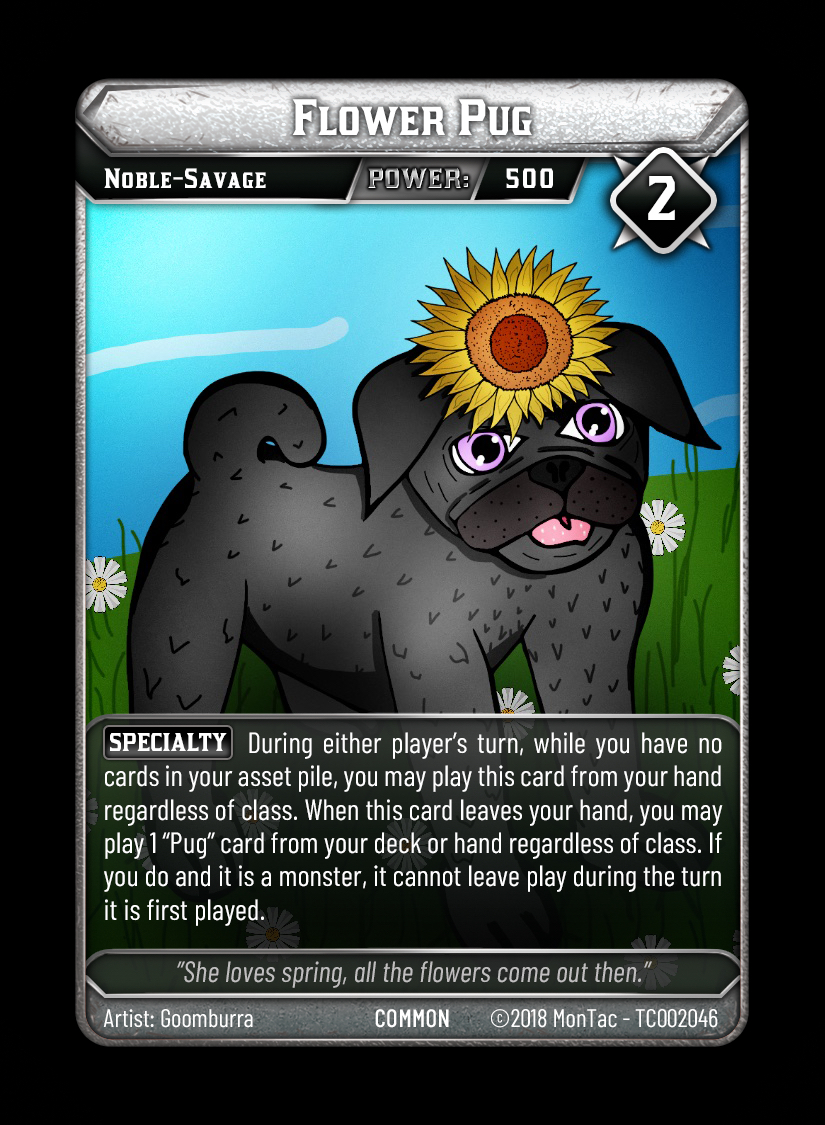 Flower Pug
Noble-Savage POWER: 500
2
SPECIALTY During either player's turn, while you have no
cards in your asset pile, you may play this card from your hand
regardless of class. When this card leaves your hand, you may
play 1 "Pug" card from your deck or hand regardless of class. If
you do and it is a monster, it cannot leave play during the turn
it is first played.
"She loves spring, all the flowers come out then."
Artist: Goomburra COMMON ©2018 MonTac - TC002046